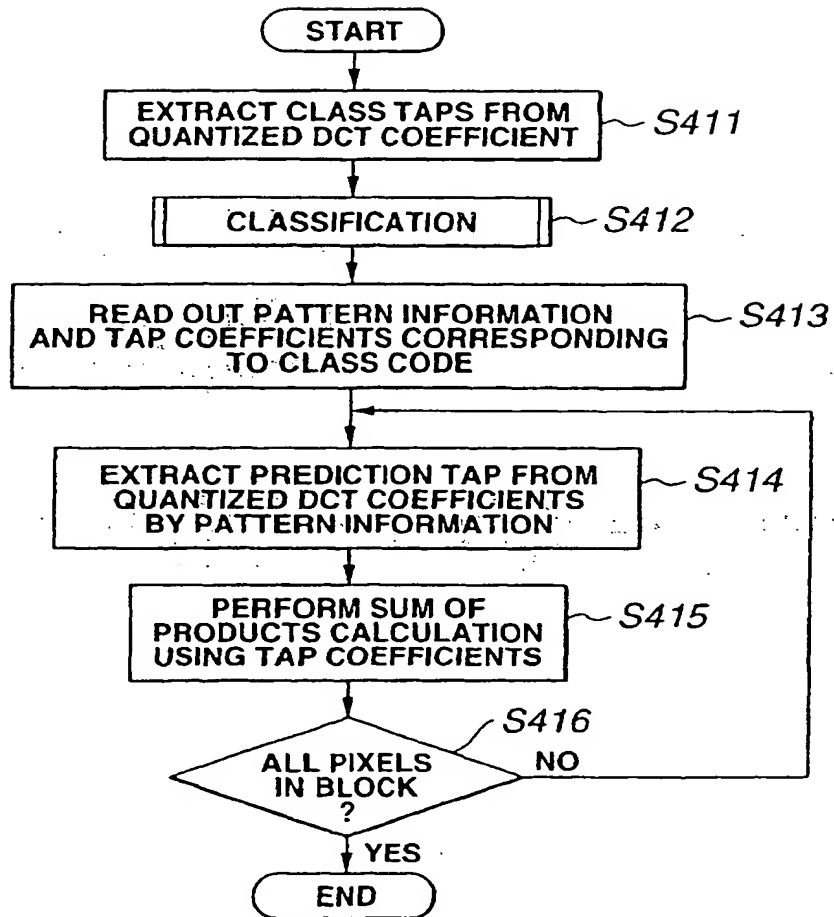 START
EXTRACT CLASS TAPS FROM
QUANTIZED DCT COEFFICIENT
S411
CLASSIFICATION
S412
READ OUT PATTERN INFORMATION
AND TAP COEFFICIENTS CORRESPONDING
TO CLASS CODE
S413
EXTRACT PREDICTION TAP FROM
QUANTIZED DCT COEFFICIENTS
BY PATTERN INFORMATION
S414
PERFORM SUM OF
PRODUCTS CALCULATION
USING TAP COEFFICIENTS
S415
S416
ALL PIXELS
IN BLOCK
?
NO
YES
END